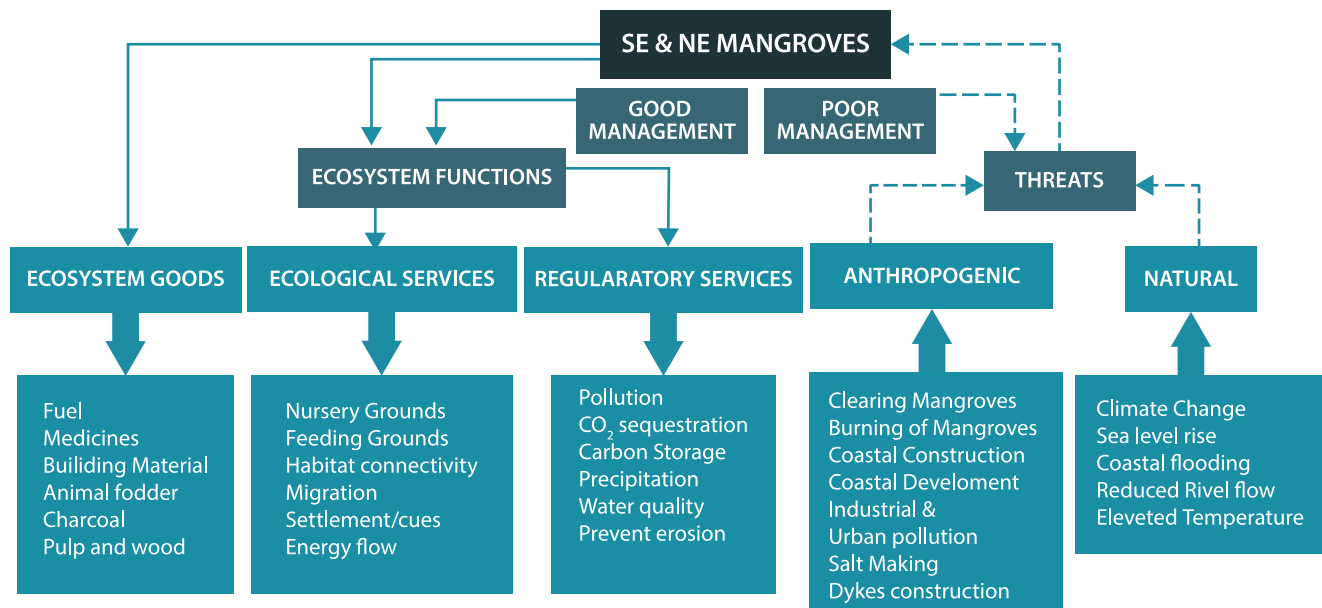 SE & NE MANGROVES
GOOD
MANAGEMENT
POOR
MANAGEMENT
ECOSYSTEM FUNCTIONS
THREATS
ECOSYSTEM GOODS
ECOLOGICAL SERVICES
REGULARATORY SERVICES
ANTHROPOGENIC
NATURAL
Fuel
Medicines
Builiding Material
Animal fodder
Charcoal
Pulp and wood
Nursery Grounds
Feeding Grounds
Habitat connectivity
Migration
Settlement/cues
Energy flow
Pollution
CO₂ sequestration
Carbon Storage
Precipitation
Water quality
Prevent erosion
Clearing Mangroves
Burning of Mangroves
Coastal Construction
Coastal Develoment
Industrial &
Urban pollution
Salt Making
Dykes construction
Climate Change
Sea level rise
Coastal flooding
Reduced Rivel flow
Eleveted Temperature